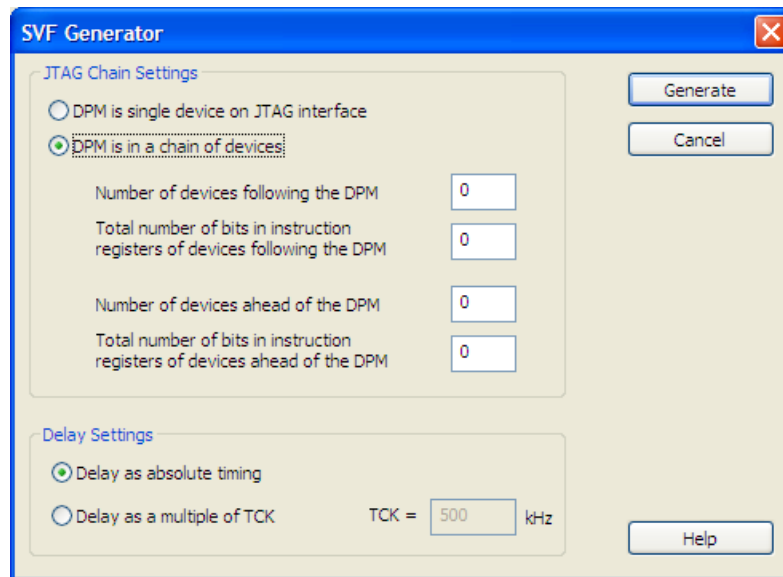 SVF Generator
JTAG Chain Settings
Generate
DPM is single device on JTAG interface
DPM is in a chain of devices
Cancel
Number of devices following the DPM 0
Total number of bits in instruction
registers of devices following the DPM 0
Number of devices ahead of the DPM 0
Total number of bits in instruction
registers of devices ahead of the DPM 0
Delay Settings
Delay as absolute timing
Delay as a multiple of TCK TCK = 500 kHz
Help